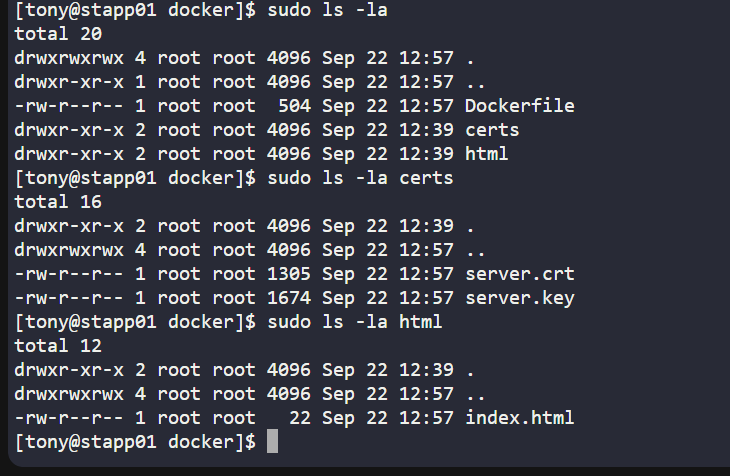 [tony@stapp01 docker]$ sudo ls -la
total 20
drwxrwxrwx 4 root root 4096 Sep 22 12:57 .
drwxr-xr-x 1 root root 4096 Sep 22 12:57 ..
-rw-r--r-- 1 root root  504 Sep 22 12:57 Dockerfile
drwxr-xr-x 2 root root 4096 Sep 22 12:39 certs
drwxr-xr-x 2 root root 4096 Sep 22 12:39 html
[tony@stapp01 docker]$ sudo ls -la certs
total 16
drwxr-xr-x 2 root root 4096 Sep 22 12:39 .
drwxrwxrwx 4 root root 4096 Sep 22 12:57 ..
-rw-r--r-- 1 root root 1305 Sep 22 12:57 server.crt
-rw-r--r-- 1 root root 1674 Sep 22 12:57 server.key
[tony@stapp01 docker]$ sudo ls -la html
total 12
drwxr-xr-x 2 root root 4096 Sep 22 12:39 .
drwxrwxrwx 4 root root 4096 Sep 22 12:57 ..
-rw-r--r-- 1 root root   22 Sep 22 12:57 index.html
[tony@stapp01 docker]$